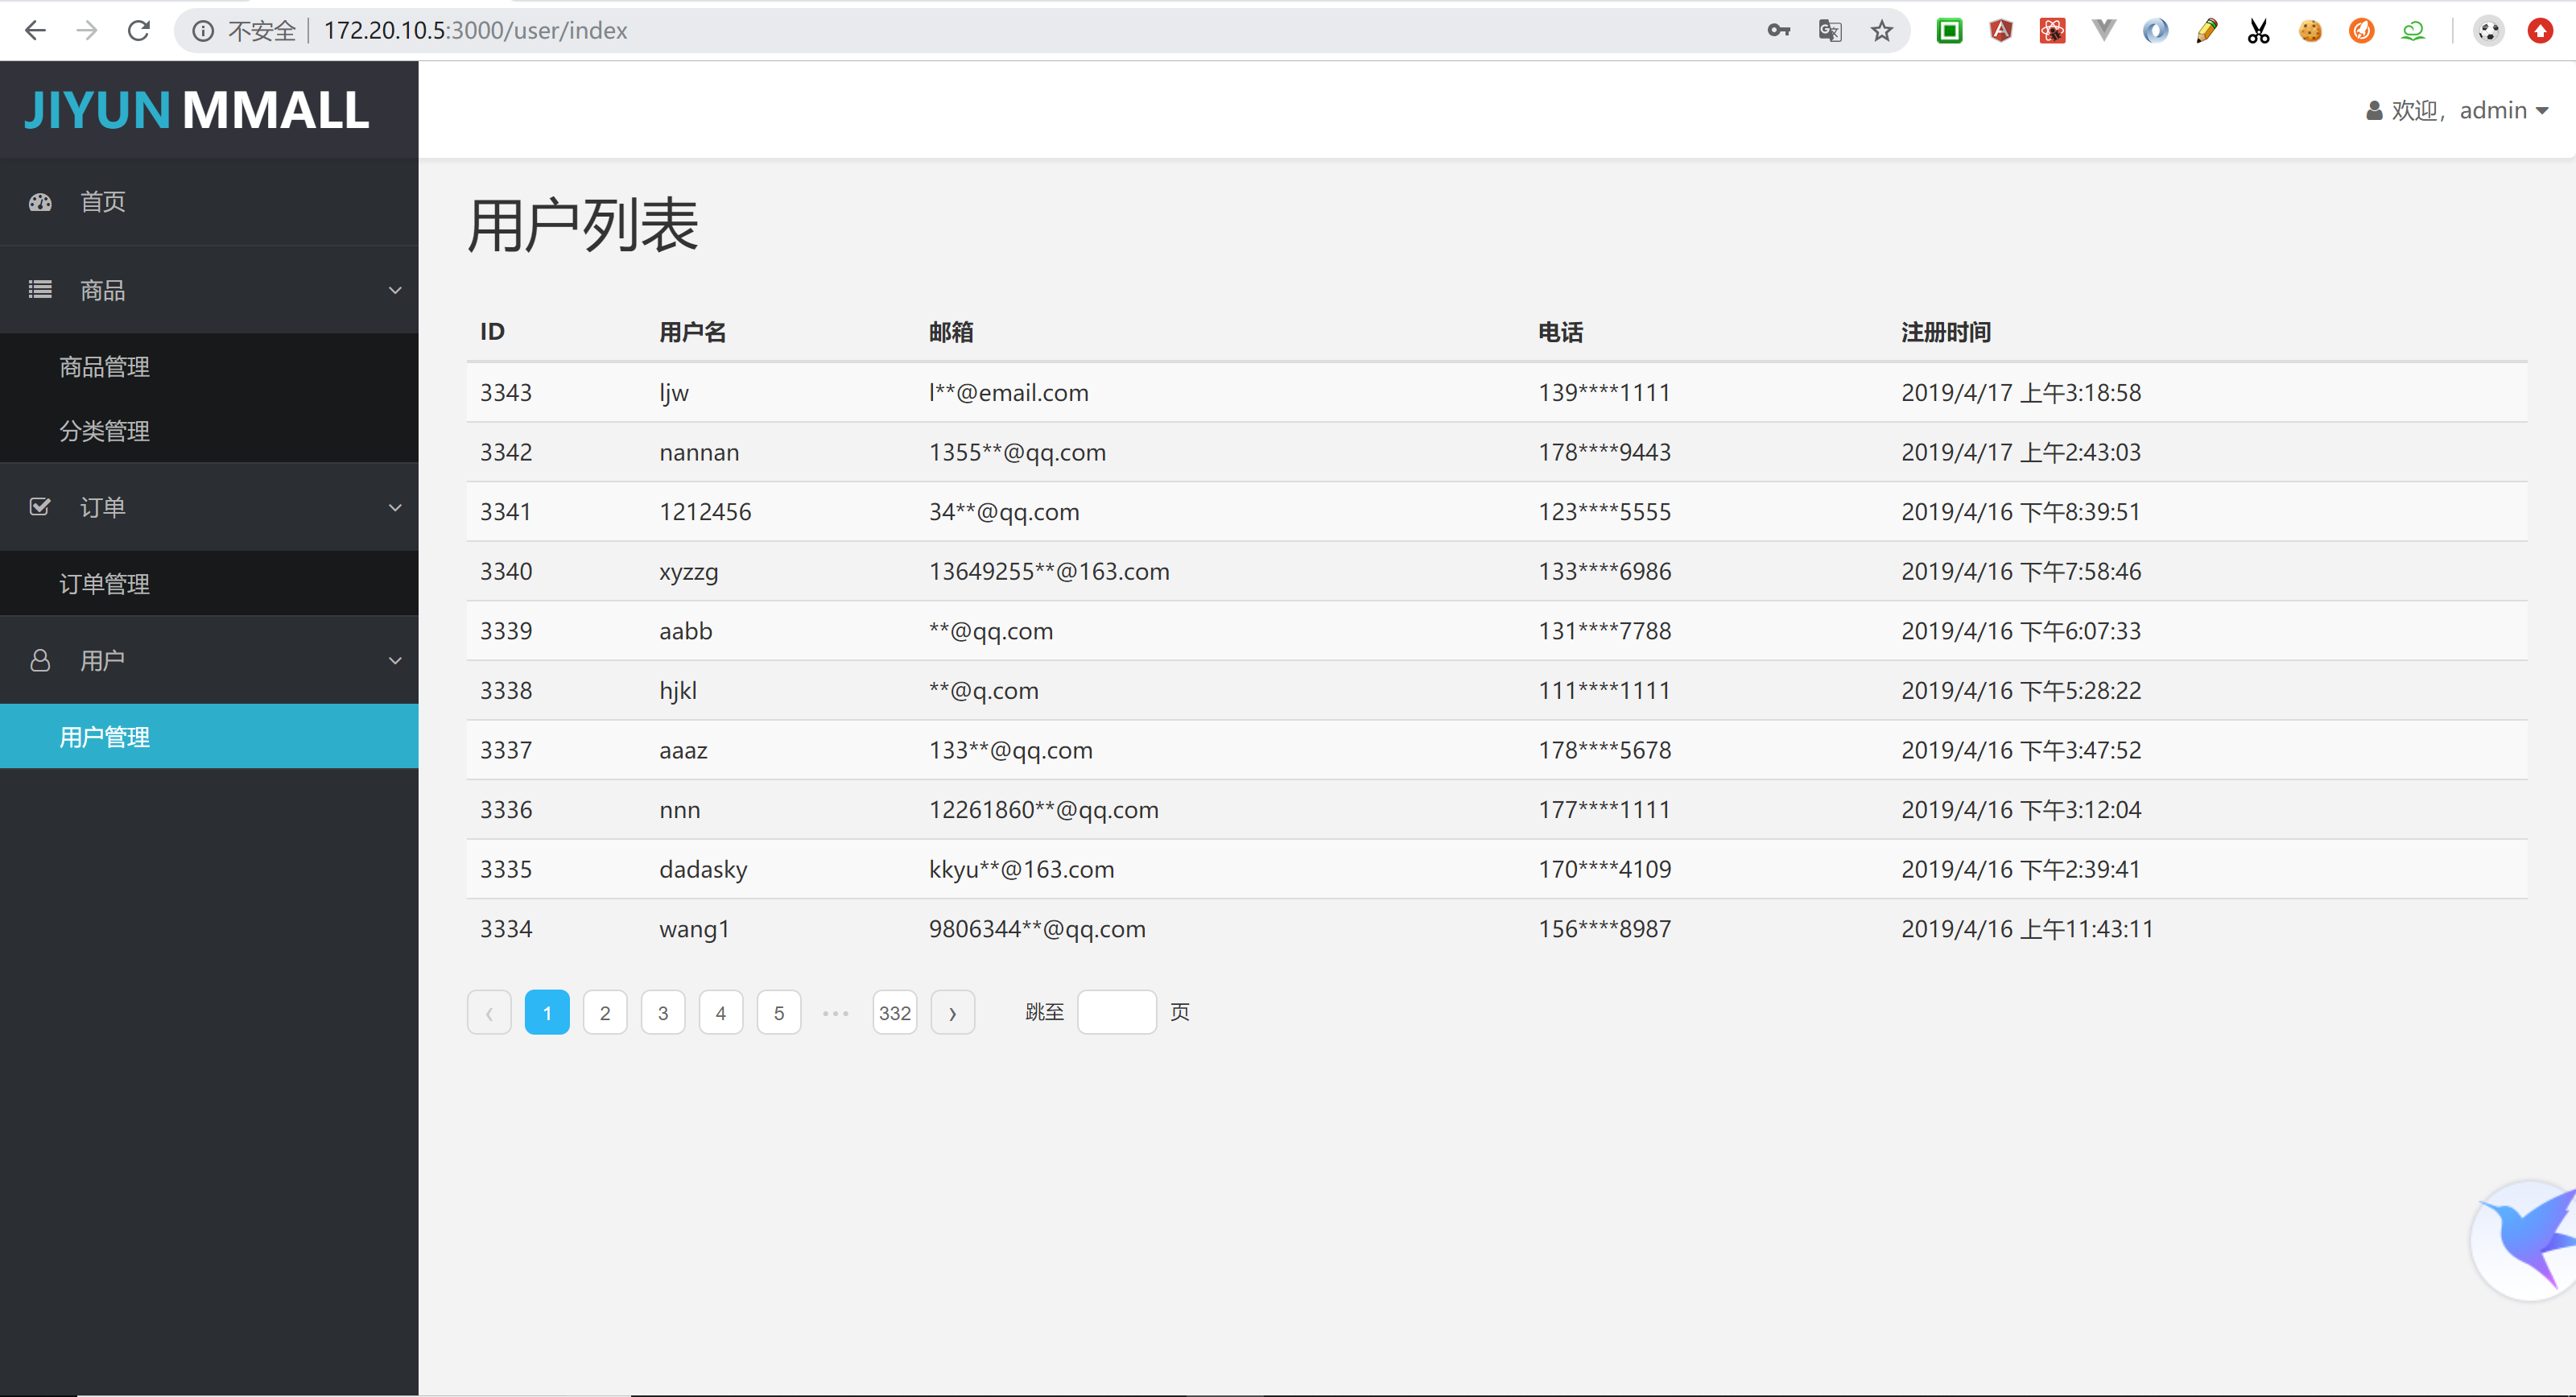 不安全 172.20.10.5:3000/user/index
JIYUN MMALL
欢迎，admin
首页
商品
商品管理
分类管理
订单
订单管理
用户
用户管理
用户列表
ID 用户名 邮箱 电话 注册时间
3343 ljw l**@email.com 139****1111 2019/4/17 上午3:18:58
3342 nannan 1355**@qq.com 178****9443 2019/4/17 上午2:43:03
3341 1212456 34**@qq.com 123****5555 2019/4/16 下午8:39:51
3340 xyzzg 13649255**@163.com 133****6986 2019/4/16 下午7:58:46
3339 aabb **@qq.com 131****7788 2019/4/16 下午6:07:33
3338 hjkl **@q.com 111****1111 2019/4/16 下午5:28:22
3337 aaaz 133**@qq.com 178****5678 2019/4/16 下午3:47:52
3336 nnn 12261860**@qq.com 177****1111 2019/4/16 下午3:12:04
3335 dadasky kkyu**@163.com 170****4109 2019/4/16 下午2:39:41
3334 wang1 9806344**@qq.com 156****8987 2019/4/16 上午11:43:11
‹ 1 2 3 4 5 ••• 332 › 跳至 页